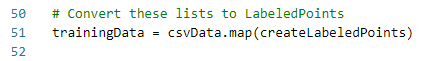 50 # Convert these lists to LabeledPoints
51 trainingData = csvData.map(createLabeledPoints)
52